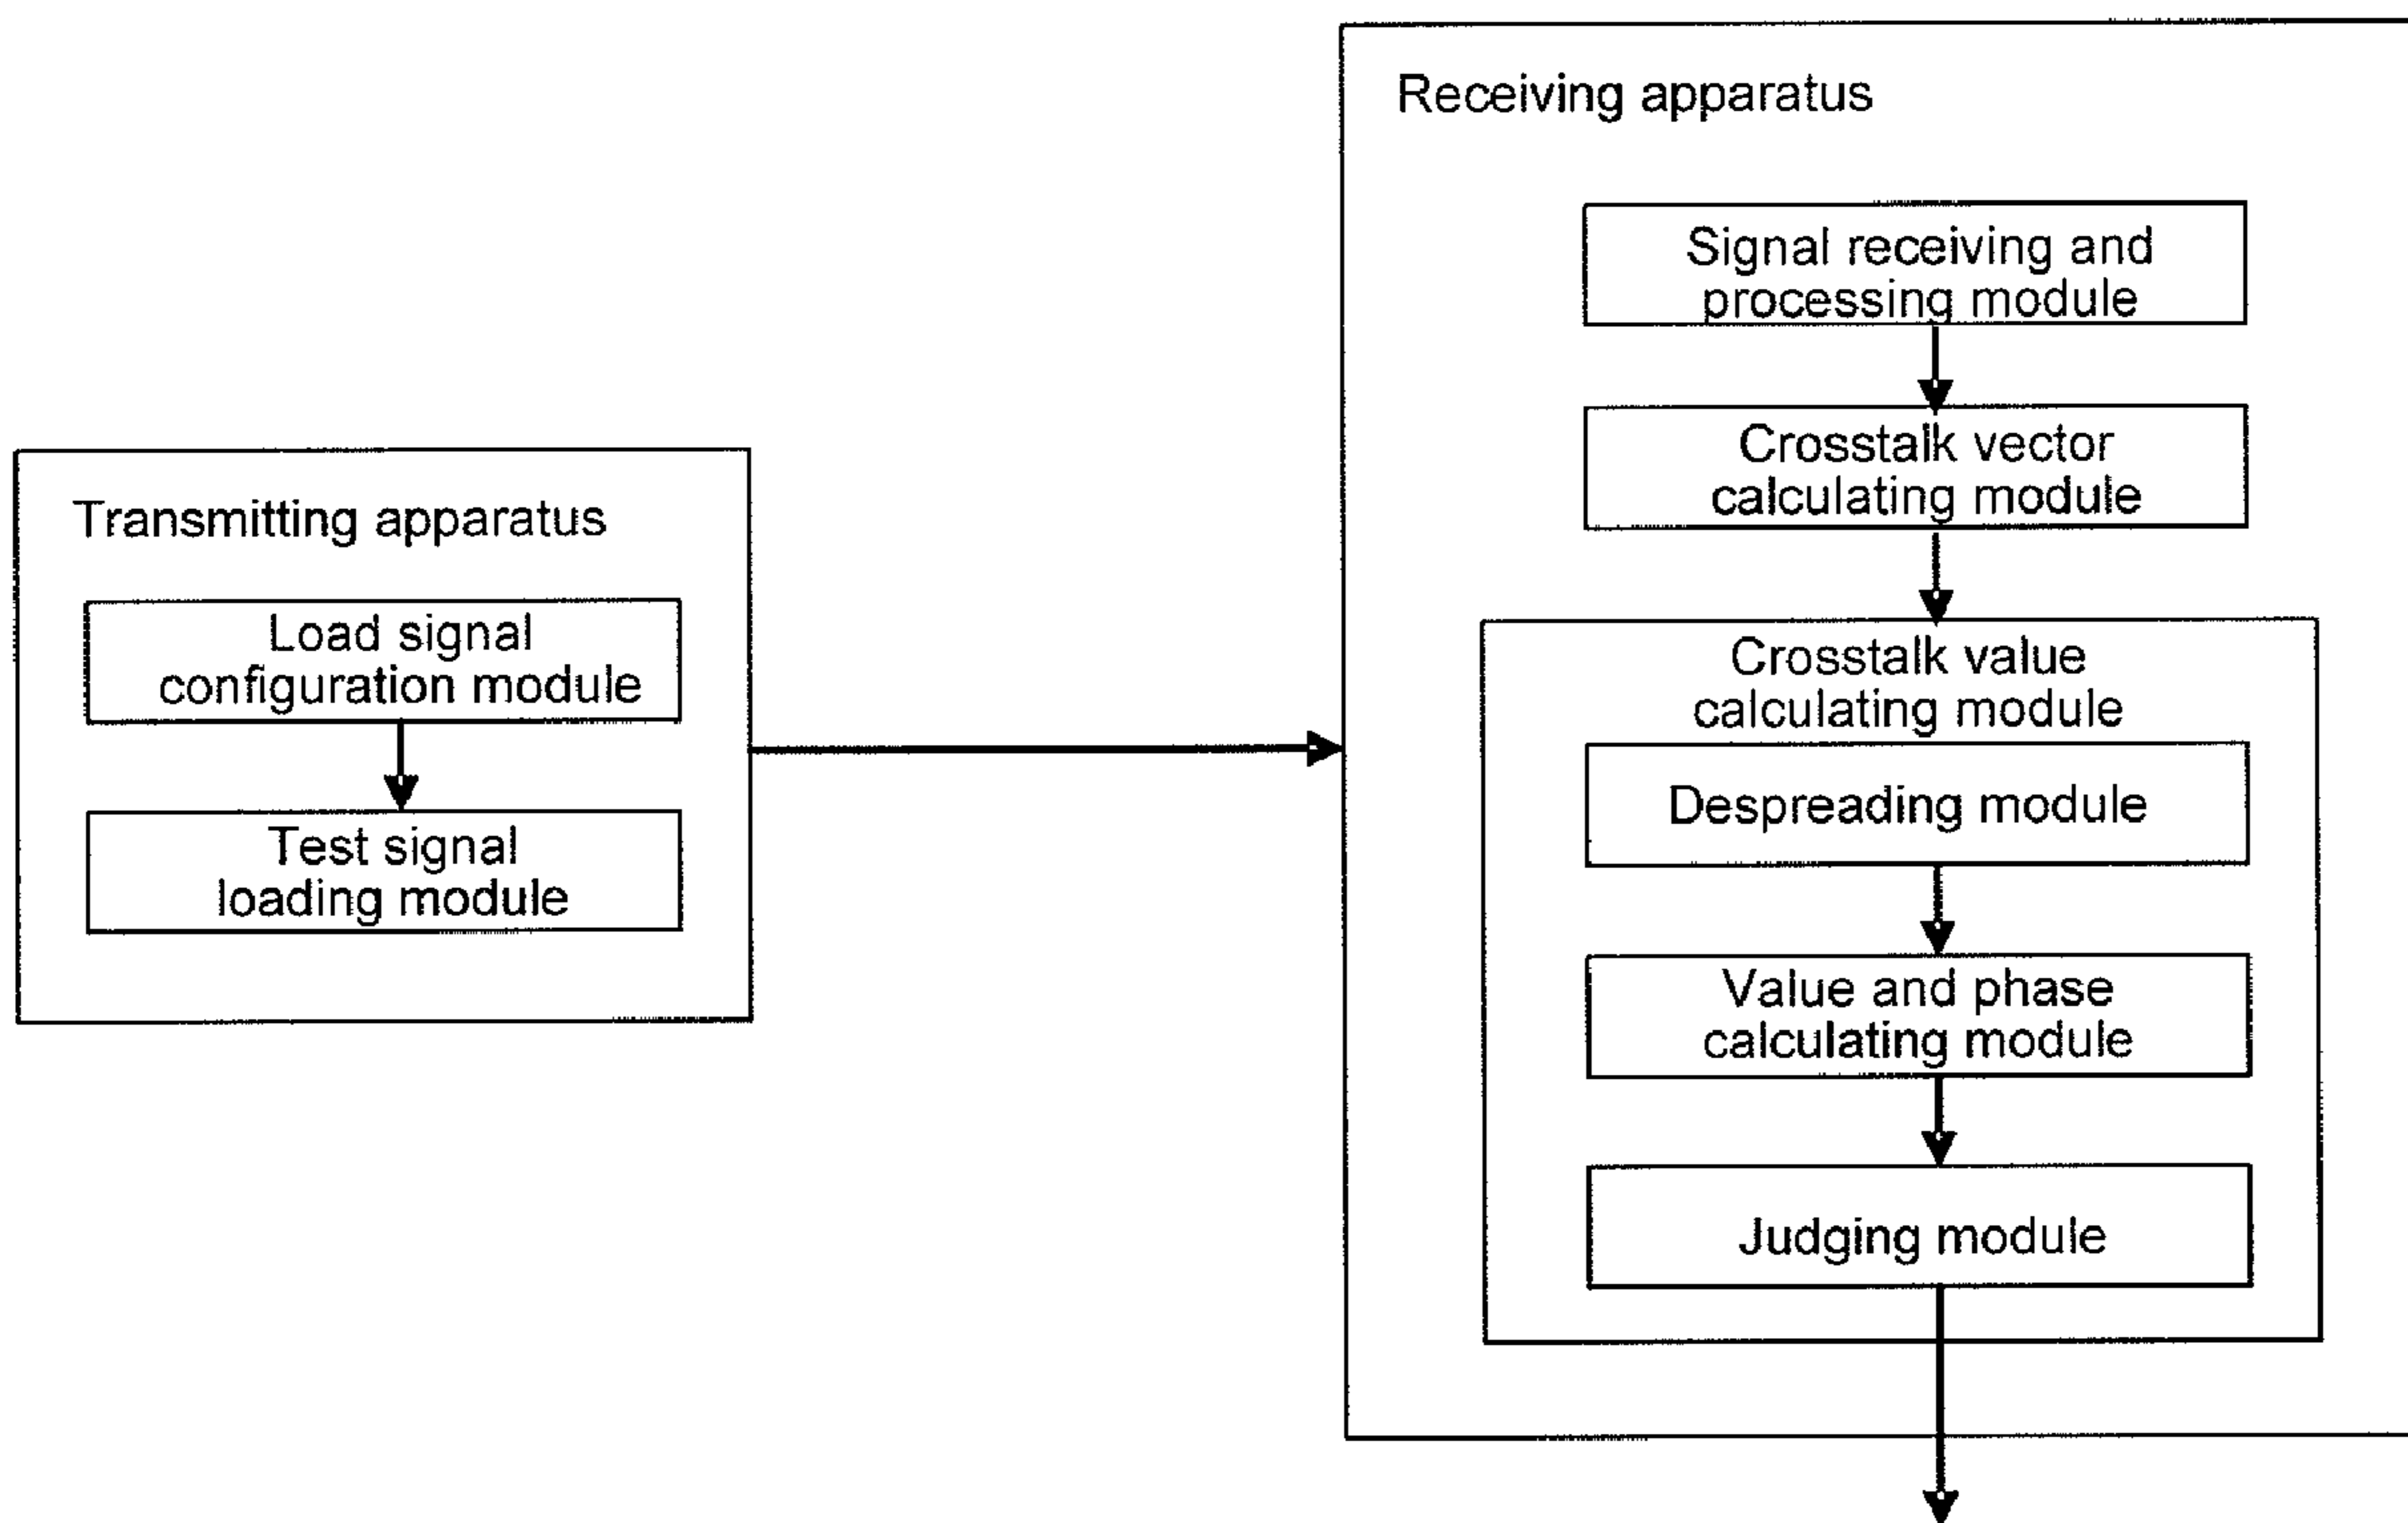 Transmitting apparatus
Load signal
configuration module
Test signal
loading module
Receiving apparatus
Signal receiving and
processing module
Crosstalk vector
calculating module
Crosstalk value
calculating module
Despreading module
Value and phase
calculating module
Judging module